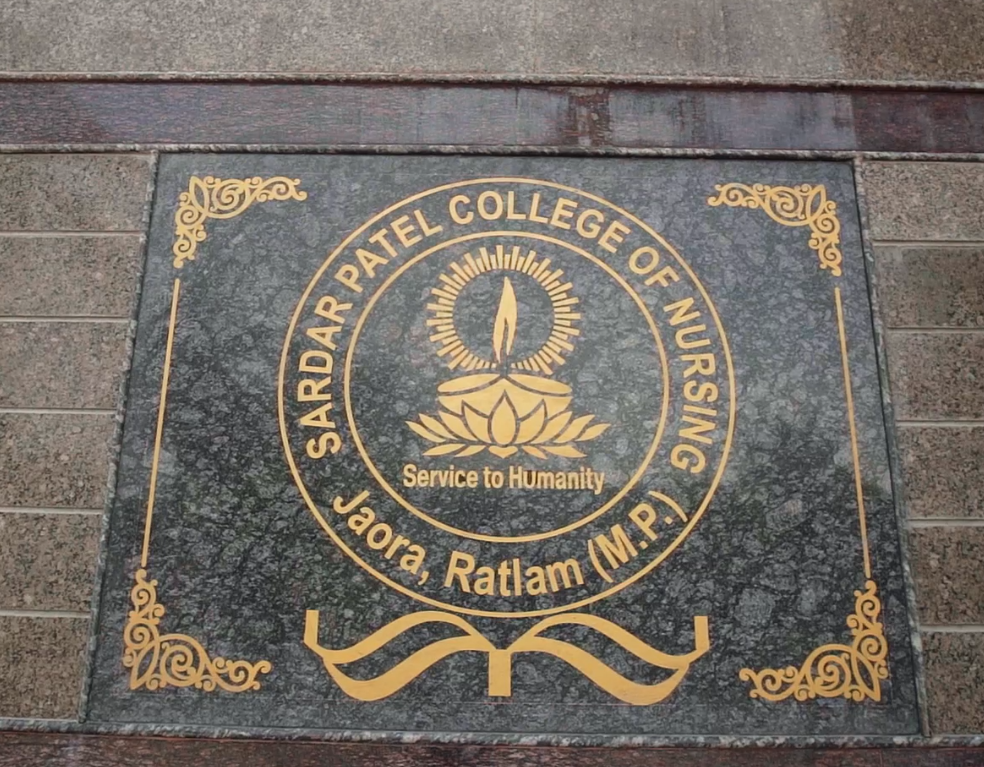 SARDAR PATEL COLLEGE OF NURSING
Service to Humanity
Jaora, Ratlam (M.P.)